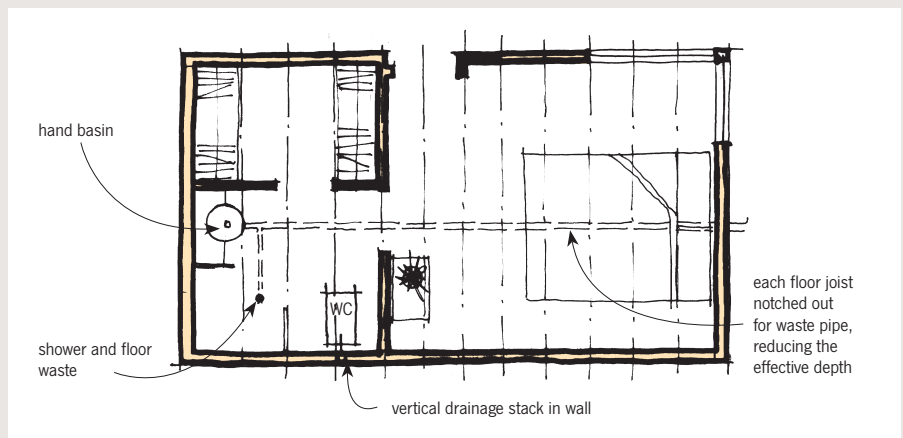 hand basin
WC
each floor joist
notched out
for waste pipe,
reducing the
effective depth
shower and floor
waste
vertical drainage stack in wall